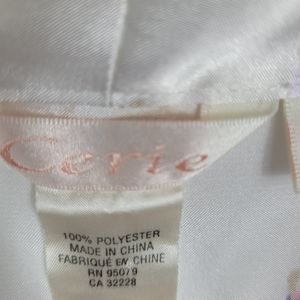 Cerie
100% POLYESTER
MADE IN CHINA
FABRIQUÉ EN CHINE
RN 95079
CA 32228